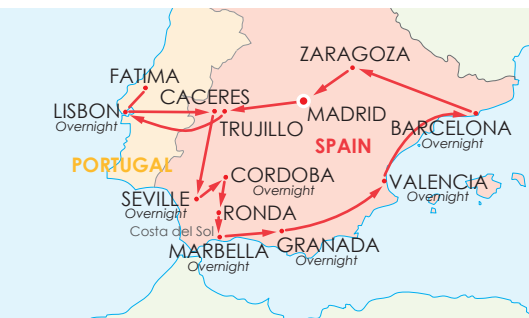 ZARAGOZA
FATIMA
CACERES
LISBON
Overnight
MADRID
TRUJILLO
BARCELONA
Overnight
SPAIN
PORTUGAL
CORDOBA
Overnight
VALENCIA
Overnight
SEVILLE
Overnight
RONDA
Costa del Sol
MARBELLA
Overnight
GRANADA
Overnight